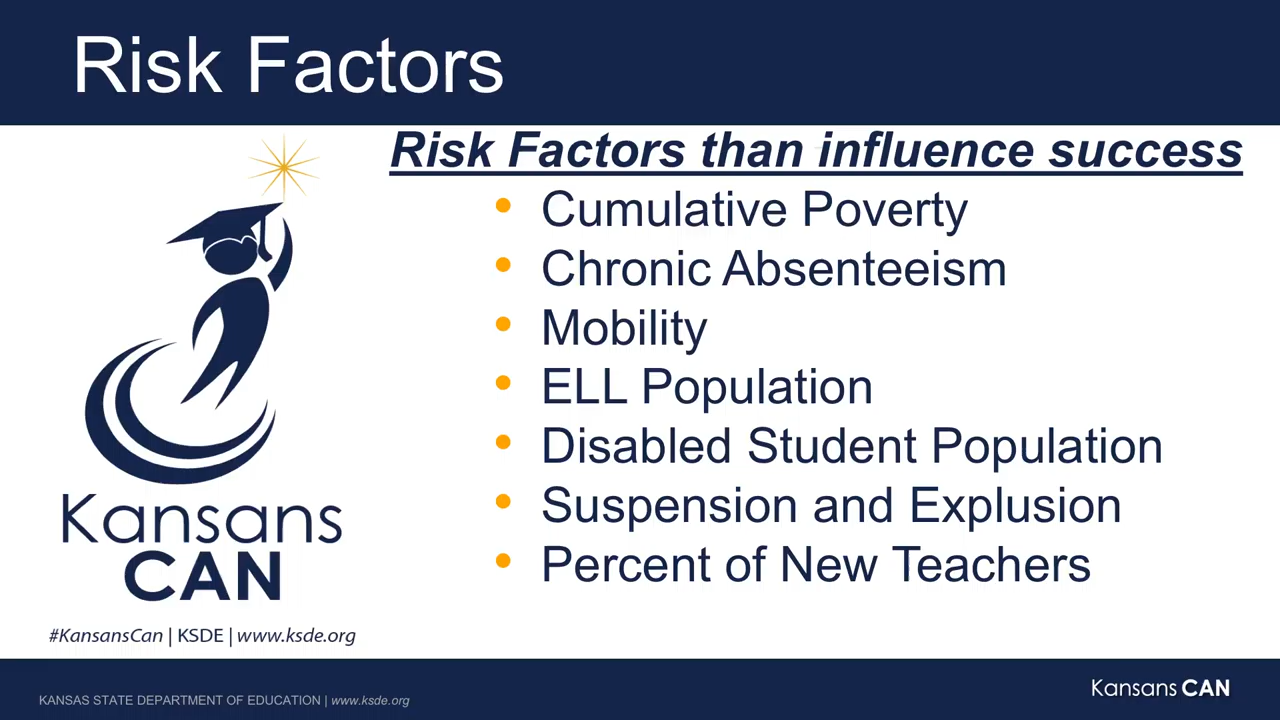 Risk Factors
Risk Factors than influence success
• Cumulative Poverty
• Chronic Absenteeism
• Mobility
• ELL Population
• Disabled Student Population
• Suspension and Explusion
• Percent of New Teachers
Kansans
CAN
#KansansCan | KSDE | www.ksde.org
KANSAS STATE DEPARTMENT OF EDUCATION | www.ksde.org
Kansans CAN